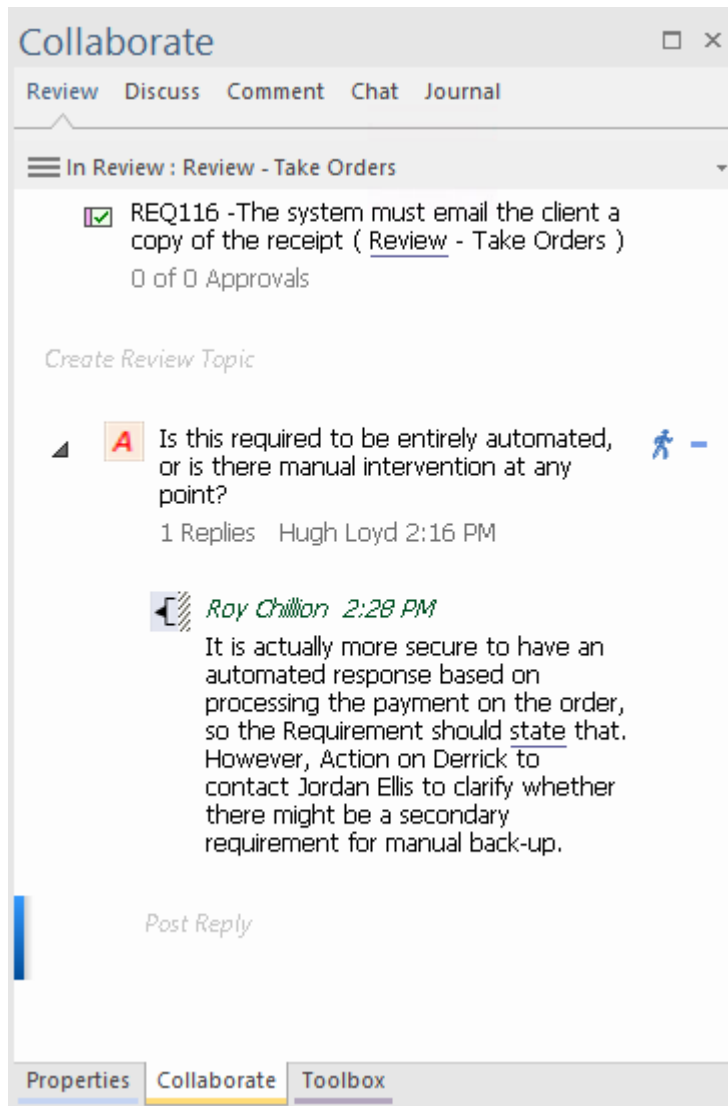 Collaborate
Review Discuss Comment Chat Journal
In Review : Review - Take Orders
REQ116 -The system must email the client a
copy of the receipt ( Review - Take Orders )
0 of 0 Approvals
Create Review Topic
A Is this required to be entirely automated,
or is there manual intervention at any
point?
1 Replies Hugh Loyd 2:16 PM
Roy Chillion 2:28 PM
It is actually more secure to have an
automated response based on
processing the payment on the order,
so the Requirement should state that.
However, Action on Derrick to
contact Jordan Ellis to clarify whether
there might be a secondary
requirement for manual back-up.
Post Reply
Properties Collaborate Toolbox